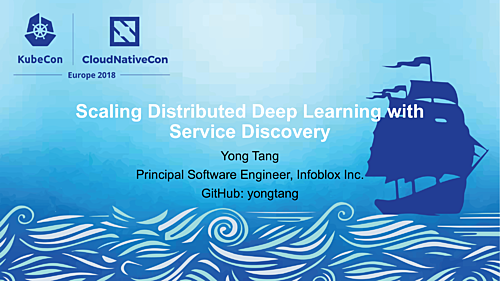 KubeCon
CloudNativeCon
Europe 2018
Scaling Distributed Deep Learning with
Service Discovery
Yong Tang
Principal Software Engineer, Infoblox Inc.
GitHub: yongtang